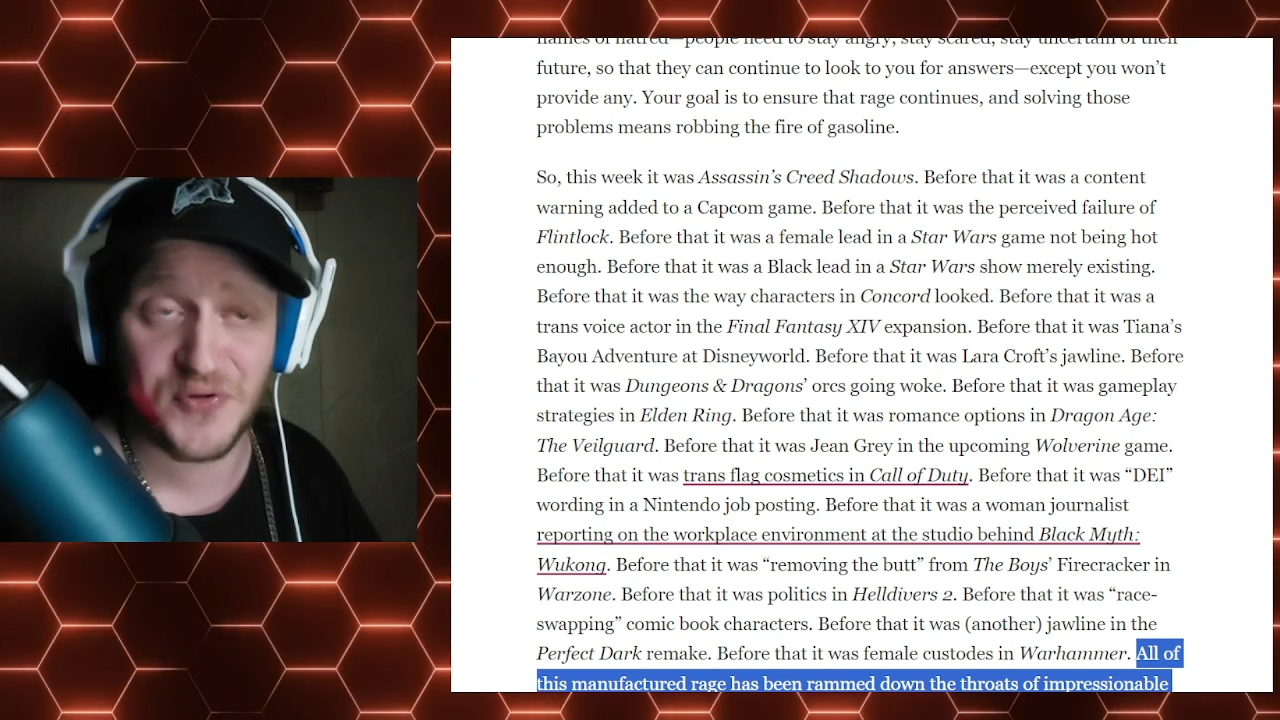 names of hatred—people need to stay angry, stay scared, stay uncertain of their
future, so that they can continue to look to you for answers—except you won’t
provide any. Your goal is to ensure that rage continues, and solving those
problems means robbing the fire of gasoline.
So, this week it was Assassin’s Creed Shadows. Before that it was a content
warning added to a Capcom game. Before that it was the perceived failure of
Flintlock. Before that it was a female lead in a Star Wars game not being hot
enough. Before that it was a Black lead in a Star Wars show merely existing.
Before that it was the way characters in Concord looked. Before that it was a
trans voice actor in the Final Fantasy XIV expansion. Before that it was Tiana’s
Bayou Adventure at Disneyworld. Before that it was Lara Croft’s jawline. Before
that it was Dungeons & Dragons’ orcs going woke. Before that it was gameplay
strategies in Elden Ring. Before that it was romance options in Dragon Age:
The Veilguard. Before that it was Jean Grey in the upcoming Wolverine game.
Before that it was trans flag cosmetics in Call of Duty. Before that it was “DEI”
wording in a Nintendo job posting. Before that it was a woman journalist
reporting on the workplace environment at the studio behind Black Myth:
Wukong. Before that it was “removing the butt” from The Boys’ Firecracker in
Warzone. Before that it was politics in Helldivers 2. Before that it was “race-
swapping” comic book characters. Before that it was (another) jawline in the
Perfect Dark remake. Before that it was female custodes in Warhammer. All of
this manufactured rage has been rammed down the throats of impressionable